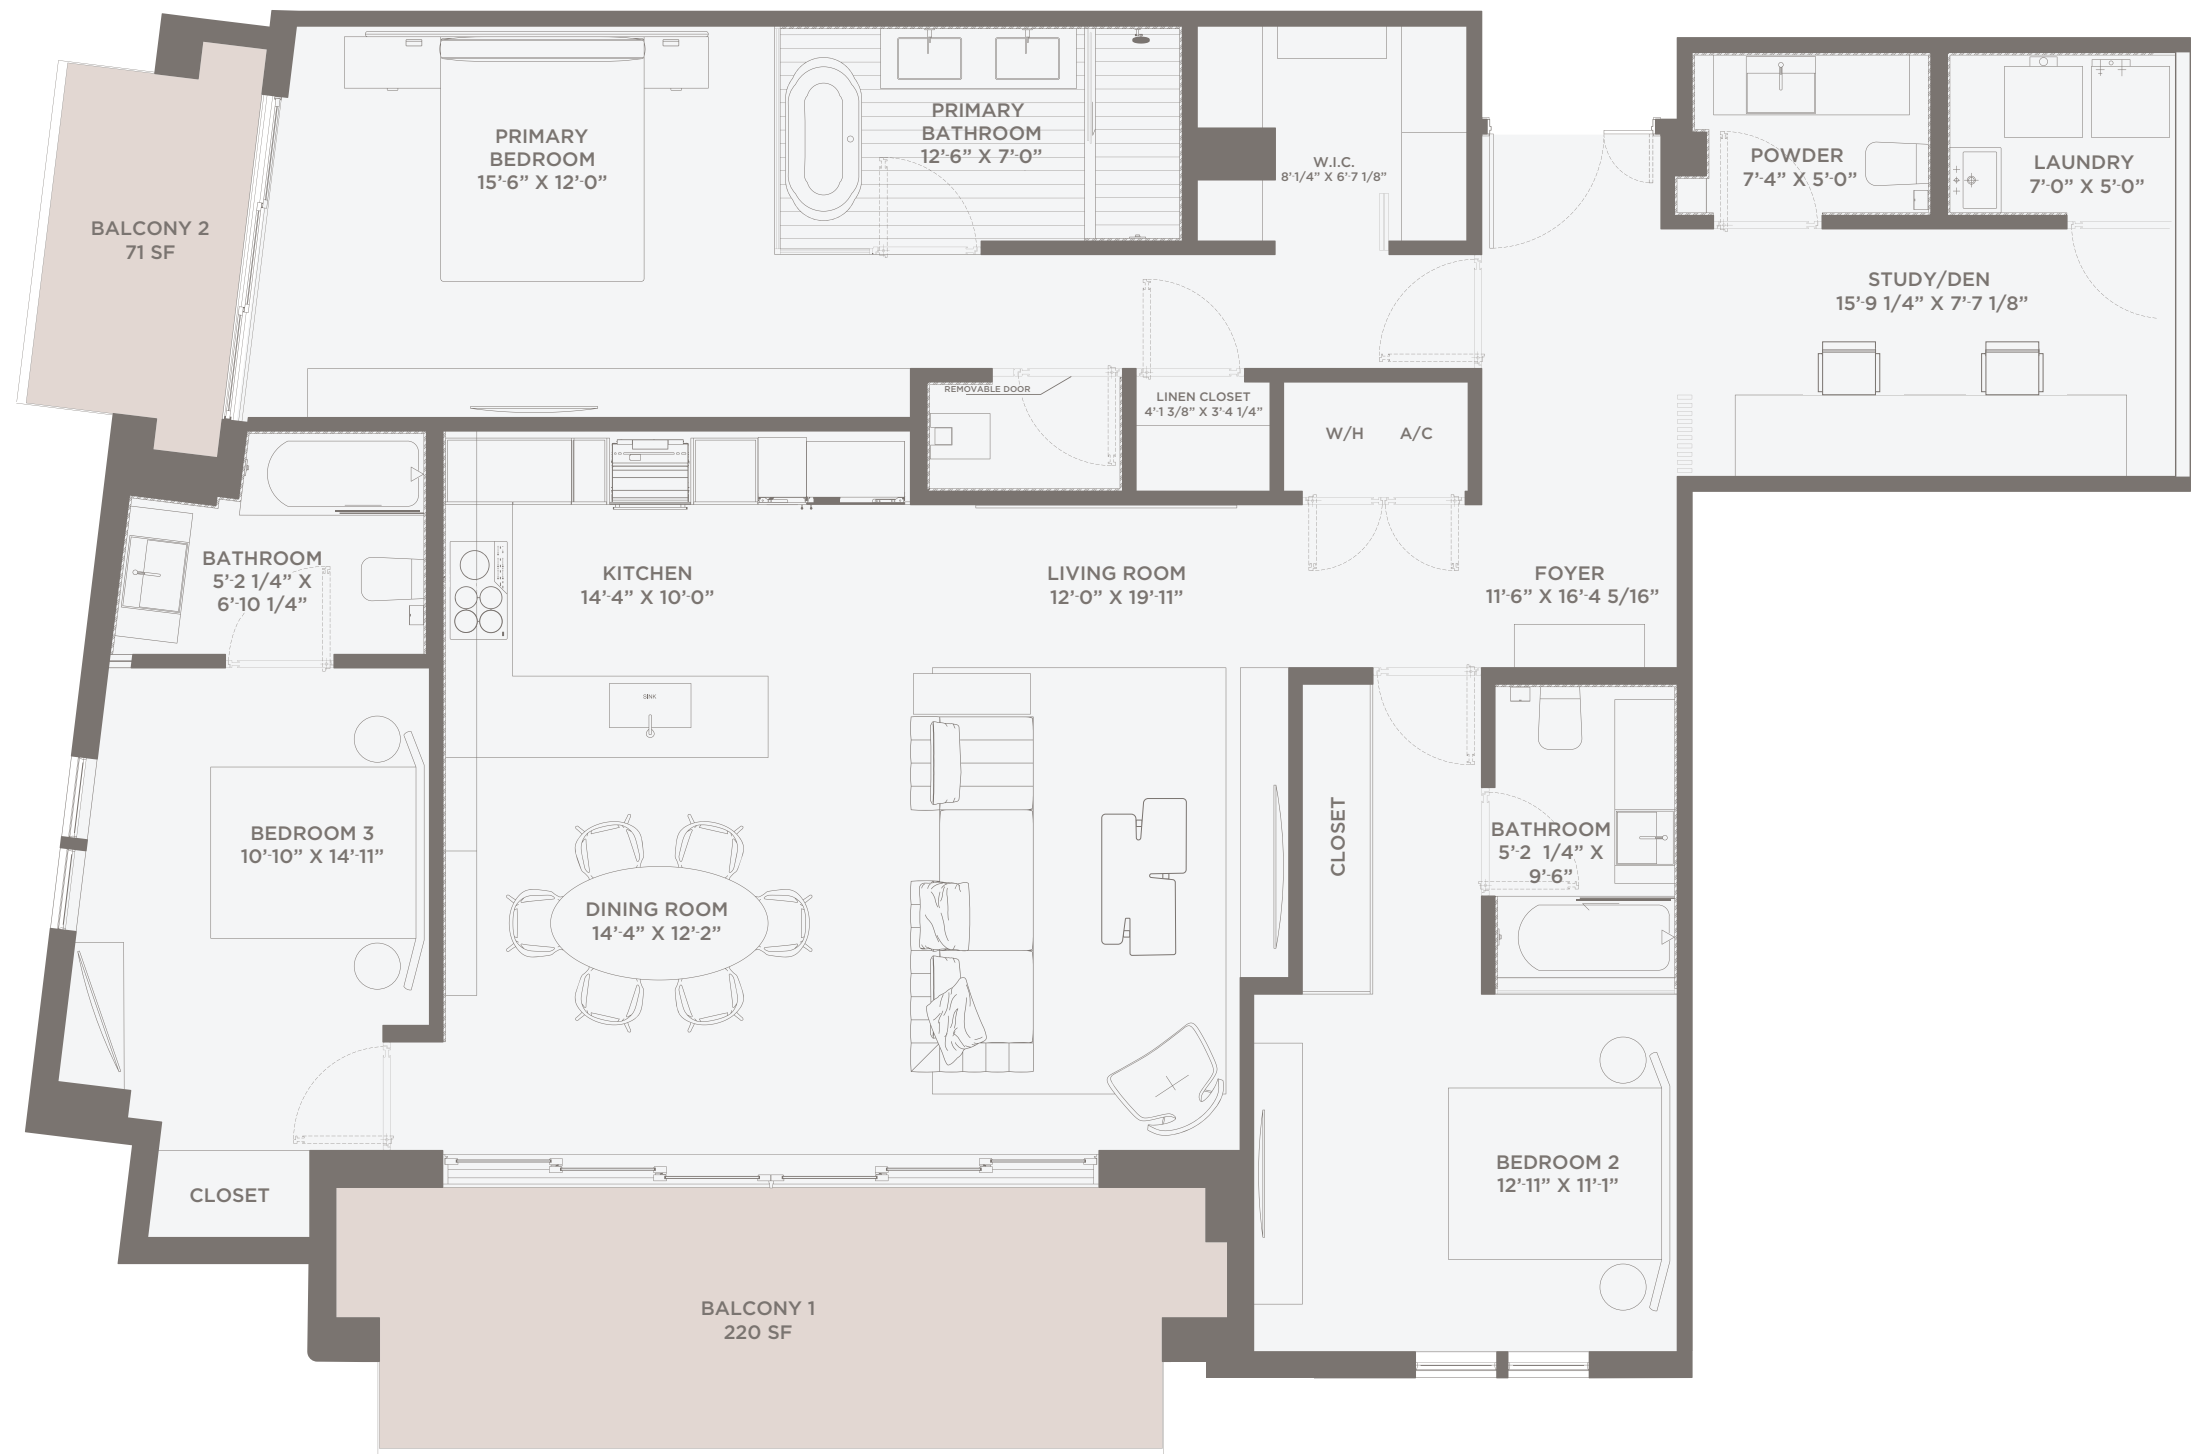 PRIMARY
BEDROOM
15'-6" X 12'-0"
PRIMARY
BATHROOM
12'-6" X 7'-0"
W.I.C.
8'-1/4" X 6'-7 1/8"
POWDER
7'-4" X 5'-0"
LAUNDRY
7'-0" X 5'-0"
BALCONY 2
71 SF
STUDY/DEN
15'-9 1/4" X 7'-7 1/8"
REMOVABLE DOOR
LINEN CLOSET
4'-1 3/8" X 3'-4 1/4"
W/H
A/C
BATHROOM
5'-2 1/4" X
6'-10 1/4"
KITCHEN
14'-4" X 10'-0"
LIVING ROOM
12'-0" X 19'-11"
FOYER
11'-6" X 16'-4 5/16"
SINK
BEDROOM 3
10'-10" X 14'-11"
CLOSET
BATHROOM
5'-2 1/4" X
9'-6"
DINING ROOM
14'-4" X 12'-2"
BEDROOM 2
12'-11" X 11'-1"
CLOSET
BALCONY 1
220 SF